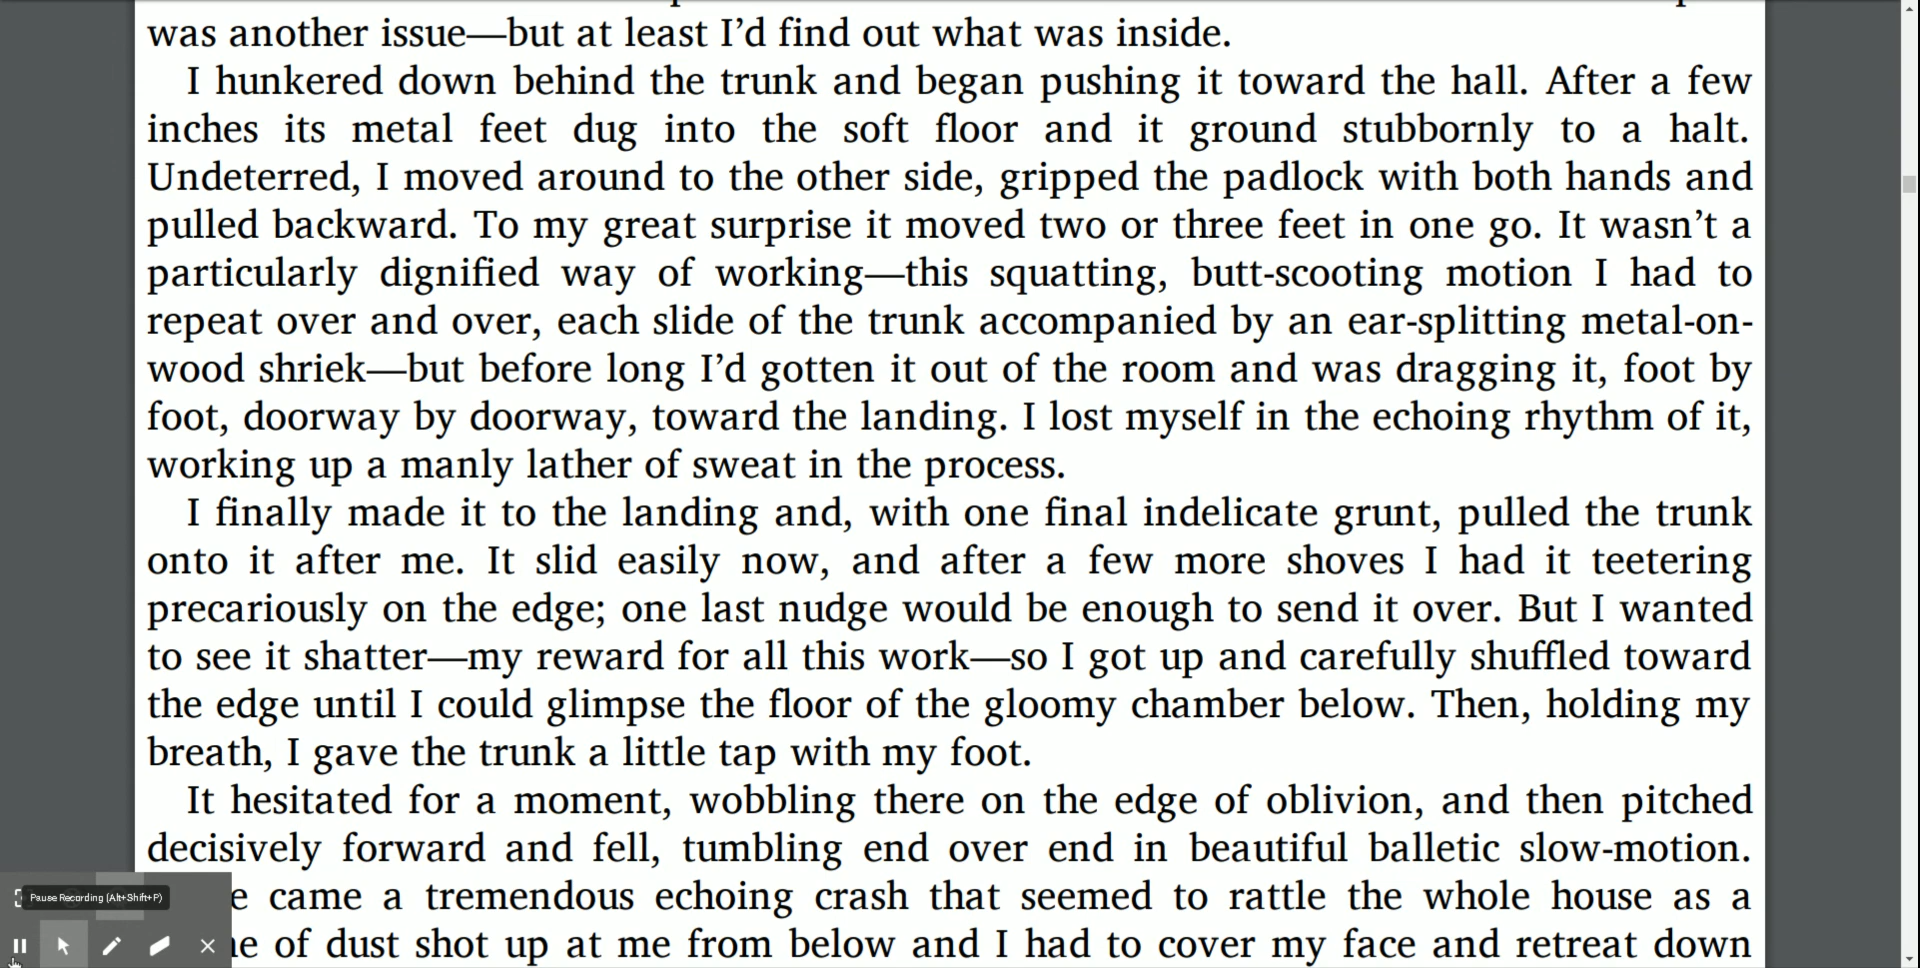 was another issue—but at least I’d find out what was inside.
I hunkered down behind the trunk and began pushing it toward the hall. After a few
inches its metal feet dug into the soft floor and it ground stubbornly to a halt.
Undeterred, I moved around to the other side, gripped the padlock with both hands and
pulled backward. To my great surprise it moved two or three feet in one go. It wasn’t a
particularly dignified way of working—this squatting, butt-scooting motion I had to
repeat over and over, each slide of the trunk accompanied by an ear-splitting metal-on-
wood shriek—but before long I’d gotten it out of the room and was dragging it, foot by
foot, doorway by doorway, toward the landing. I lost myself in the echoing rhythm of it,
working up a manly lather of sweat in the process.
I finally made it to the landing and, with one final indelicate grunt, pulled the trunk
onto it after me. It slid easily now, and after a few more shoves I had it teetering
precariously on the edge; one last nudge would be enough to send it over. But I wanted
to see it shatter—my reward for all this work—so I got up and carefully shuffled toward
the edge until I could glimpse the floor of the gloomy chamber below. Then, holding my
breath, I gave the trunk a little tap with my foot.
It hesitated for a moment, wobbling there on the edge of oblivion, and then pitched
decisively forward and fell, tumbling end over end in beautiful balletic slow-motion.
e came a tremendous echoing crash that seemed to rattle the whole house as a
Pause Recording (Alt+Shift+P)
e of dust shot up at me from below and I had to cover my face and retreat down